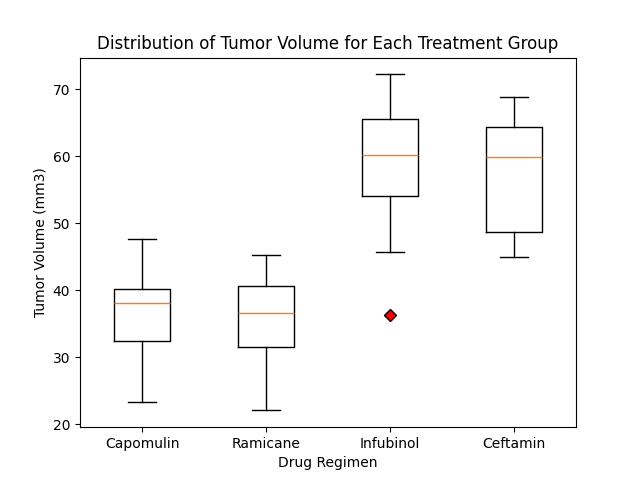 Distribution of Tumor Volume for Each Treatment Group
Tumor Volume (mm3)
70
60
50
40
30
20
Capomulin Ramicane Infubinol Ceftamin
Drug Regimen